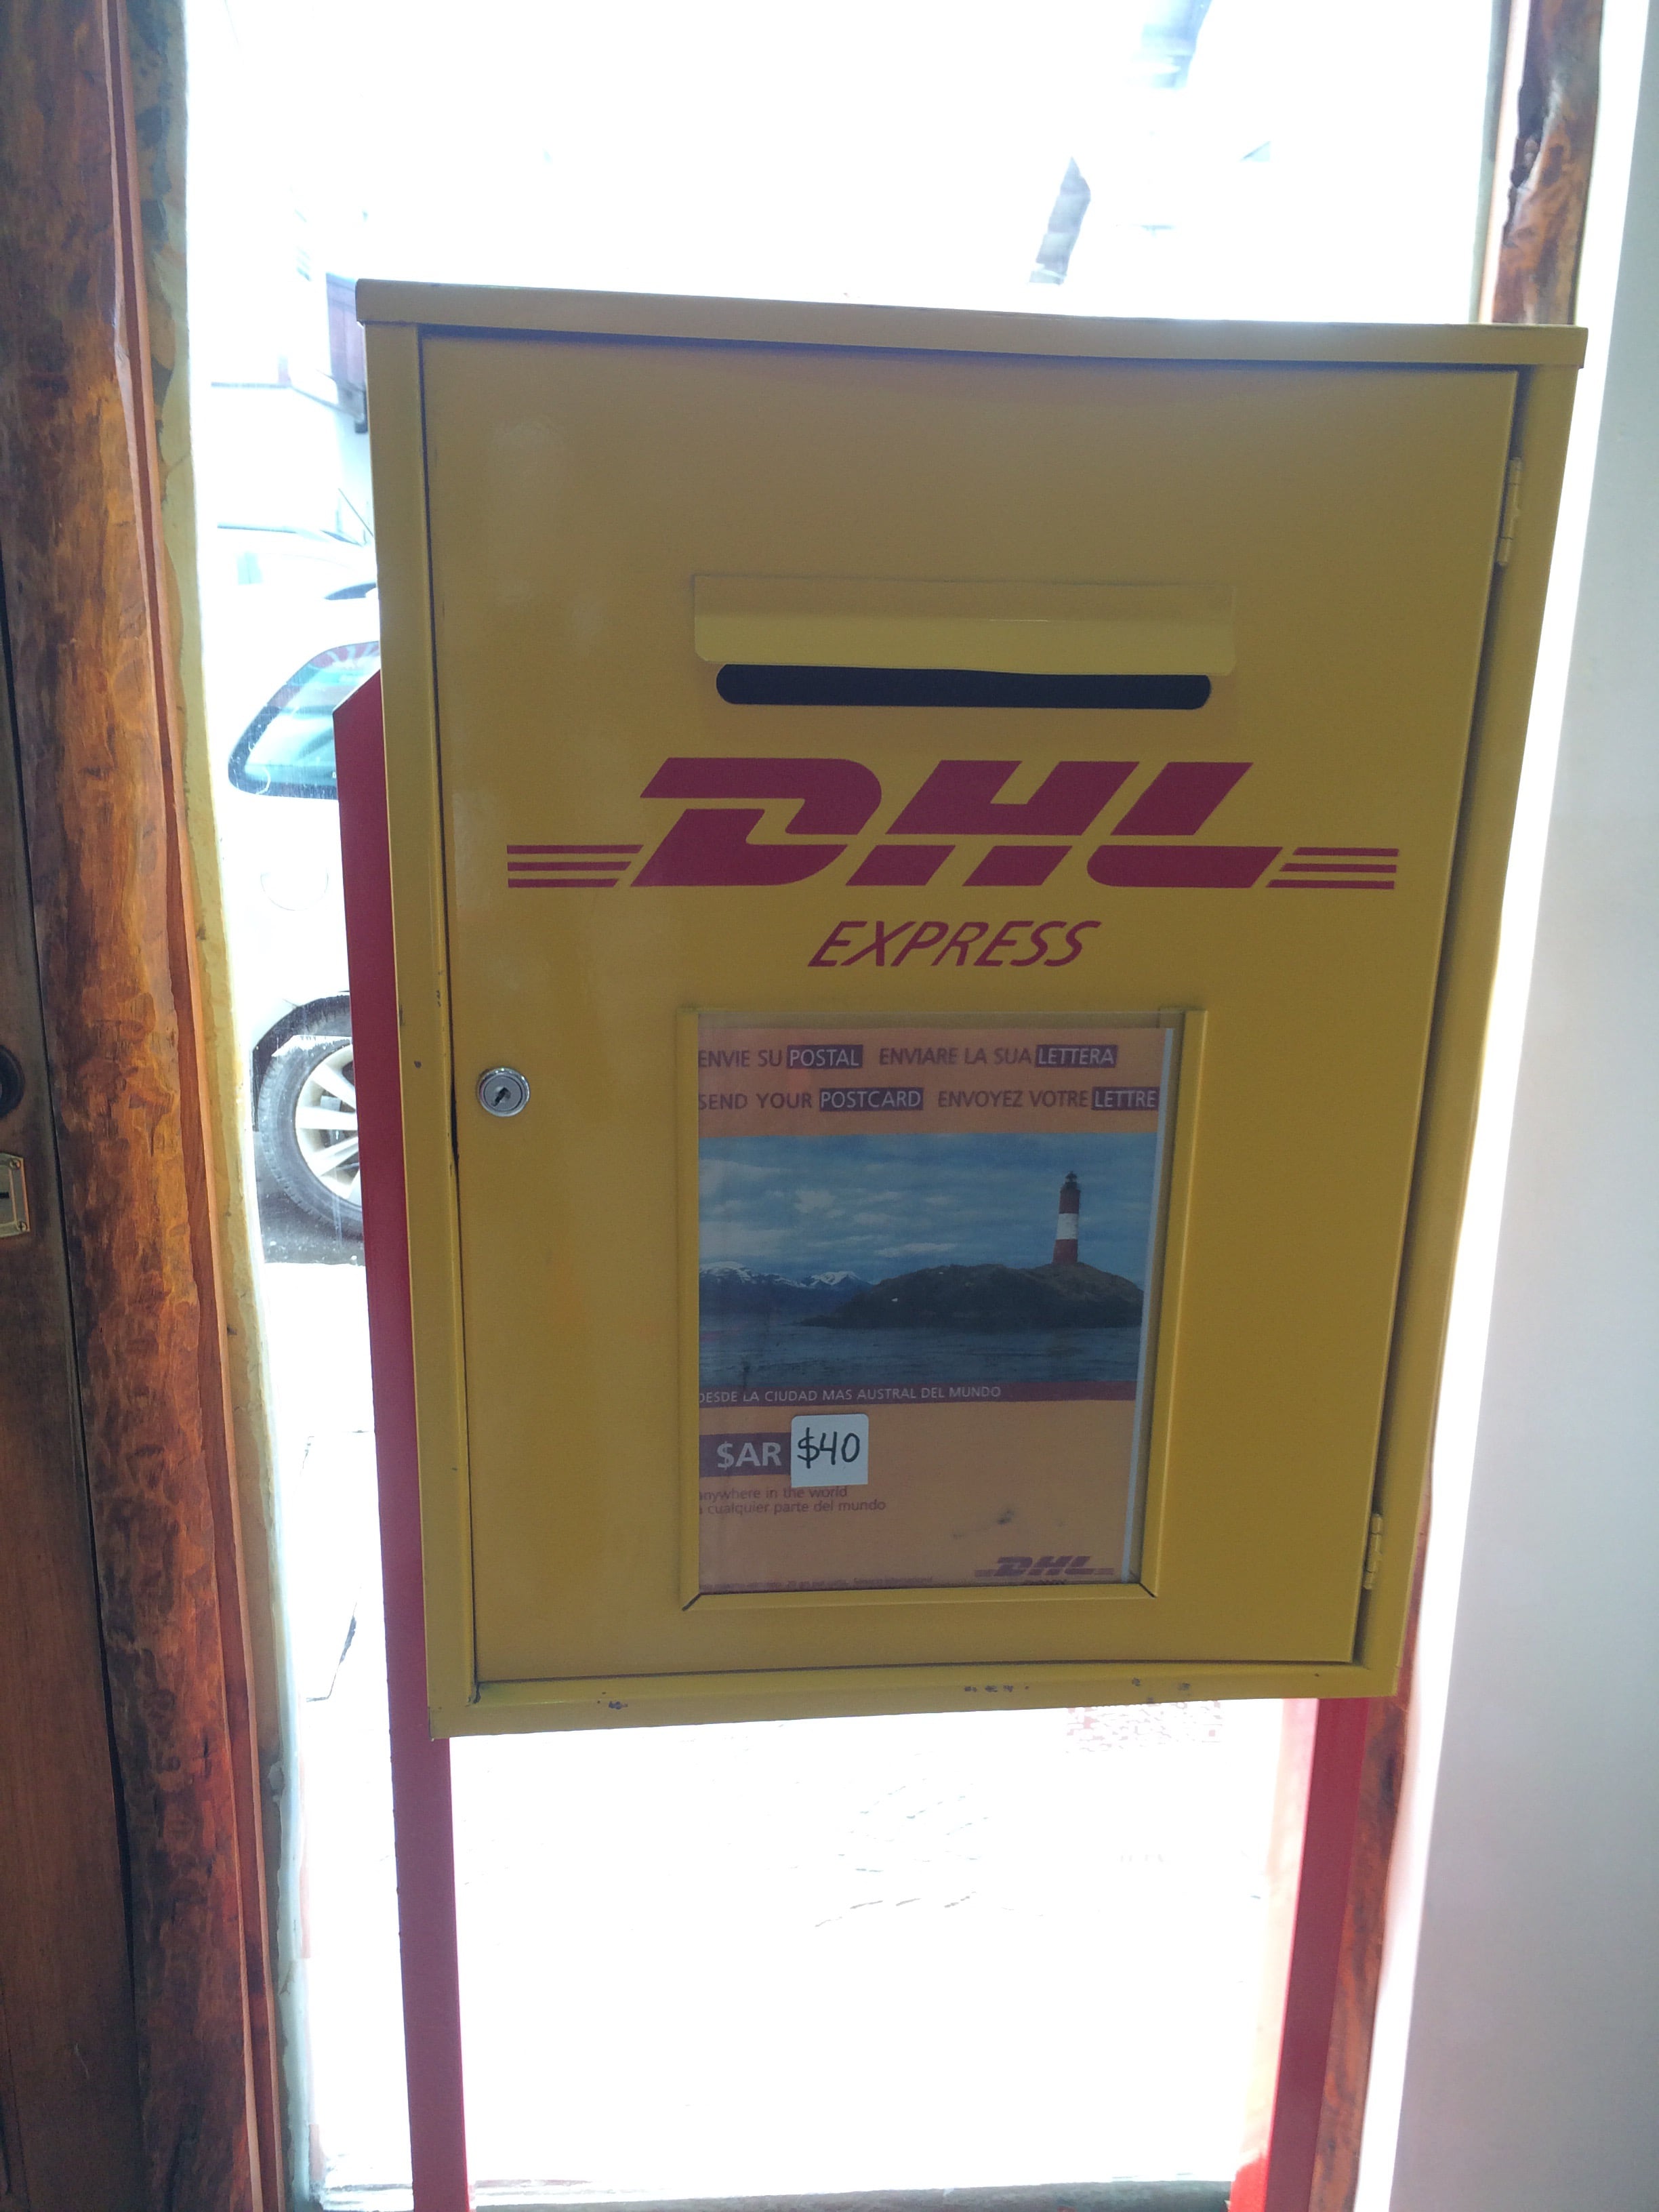 DHL
EXPRESS
ENVIE SU POSTAL ENVIARE LA SUA LETTERA
SEND YOUR POSTCARD ENVOYEZ VOTRE LETTRE
DESDE LA CIUDAD MAS AUSTRAL DEL MUNDO
$AR $40
anywhere in the world
a cualquier parte del mundo
DHL